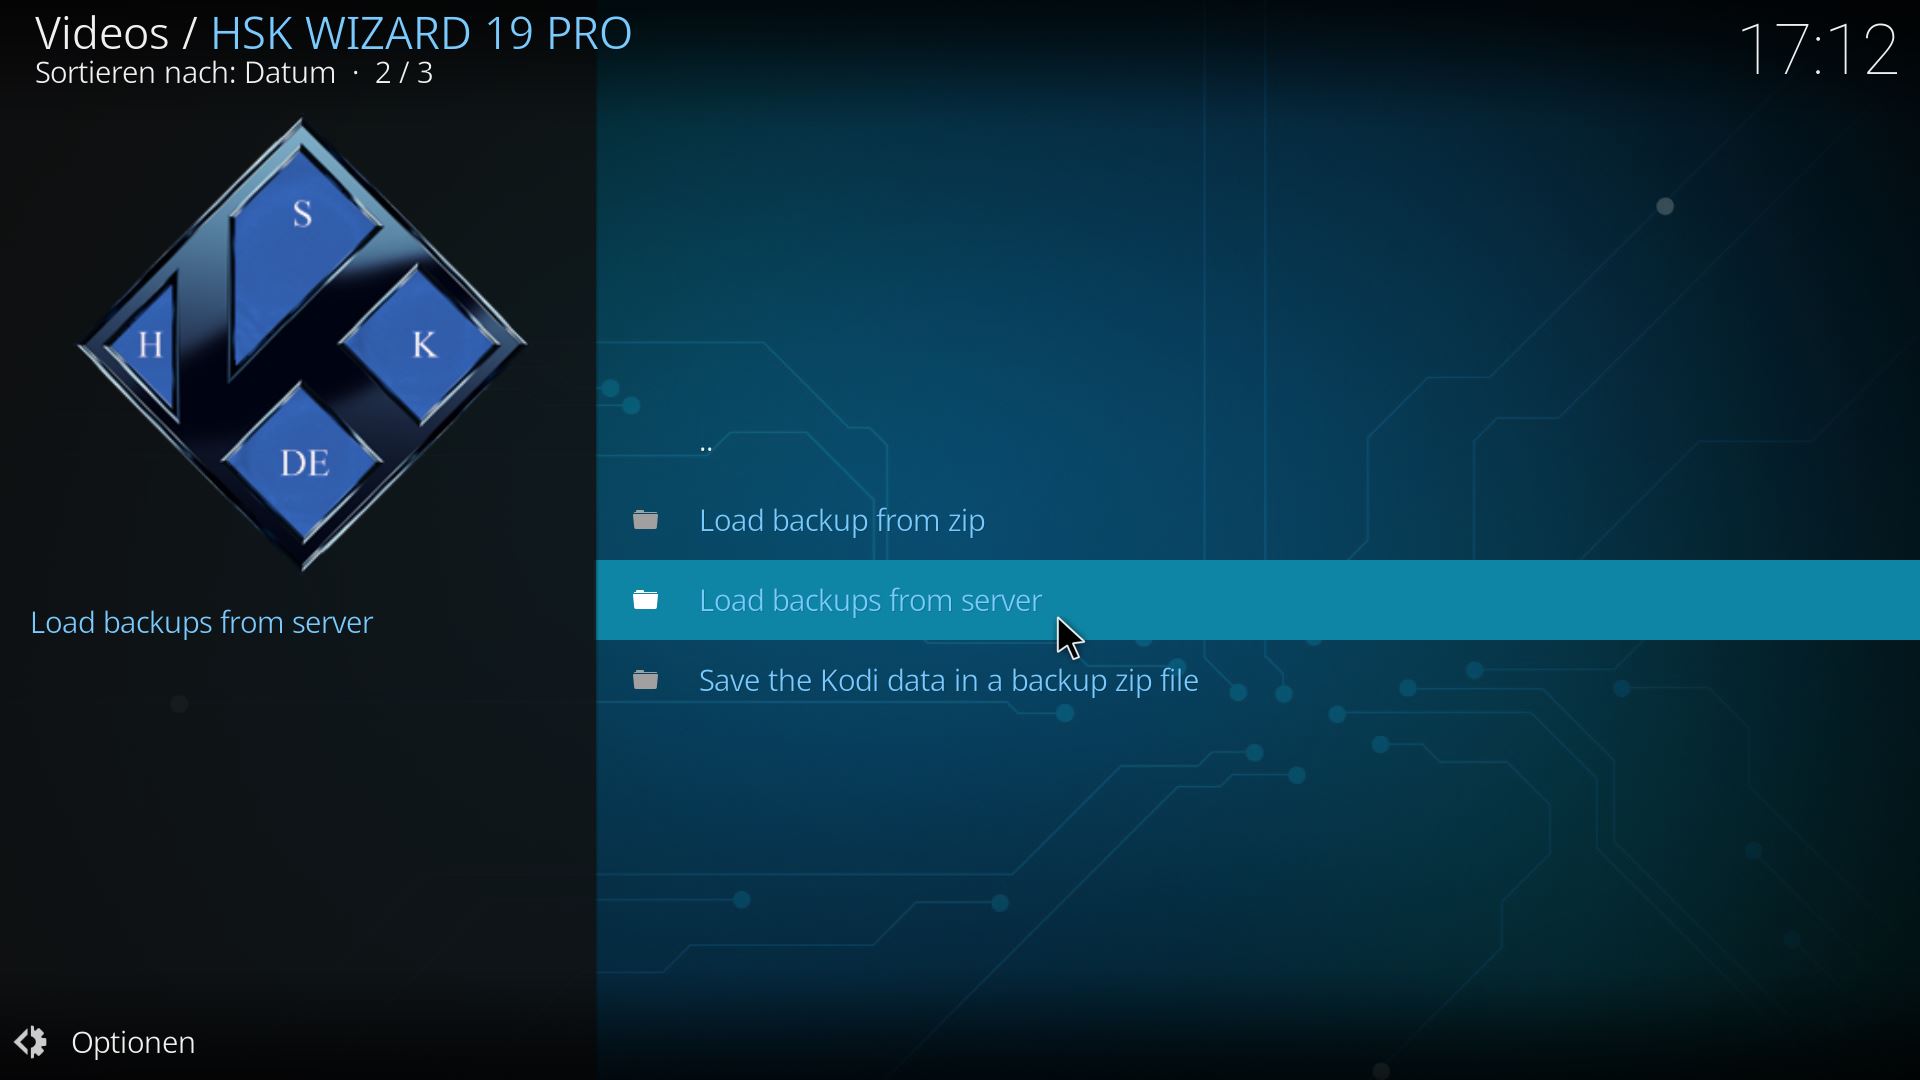 Videos / HSK WIZARD 19 PRO
Sortieren nach: Datum · 2 / 3
17:12
S
H
K
DE
Load backups from server
..
Load backup from zip
Load backups from server
Save the Kodi data in a backup zip file
Optionen